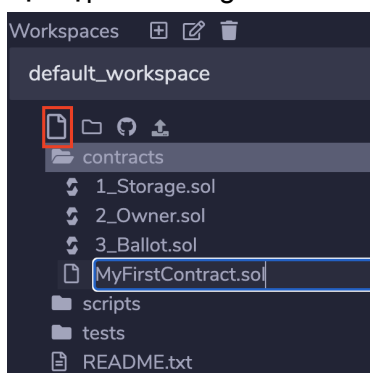 Workspaces
default_workspace
contracts
1_Storage.sol
2_Owner.sol
3_Ballot.sol
MyFirstContract.sol
scripts
tests
README.txt